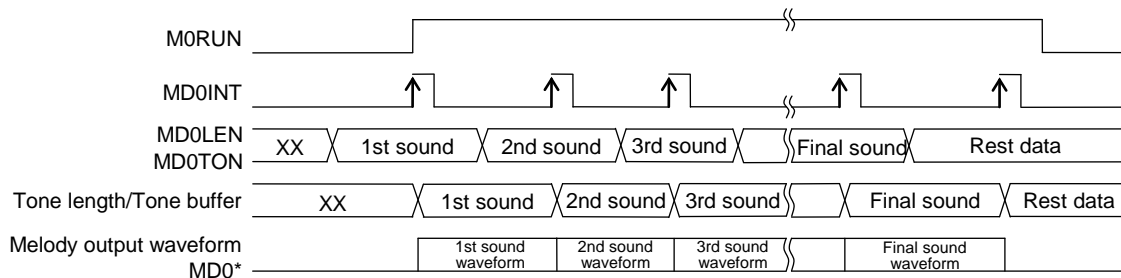 M0RUN
MD0INT
MD0LEN
MD0TON
XX 1st sound 2nd sound 3rd sound Final sound Rest data
Tone length/Tone buffer XX 1st sound 2nd sound 3rd sound Final sound Rest data
Melody output waveform
MD0*
1st sound waveform
2nd sound waveform
3rd sound waveform
Final sound waveform